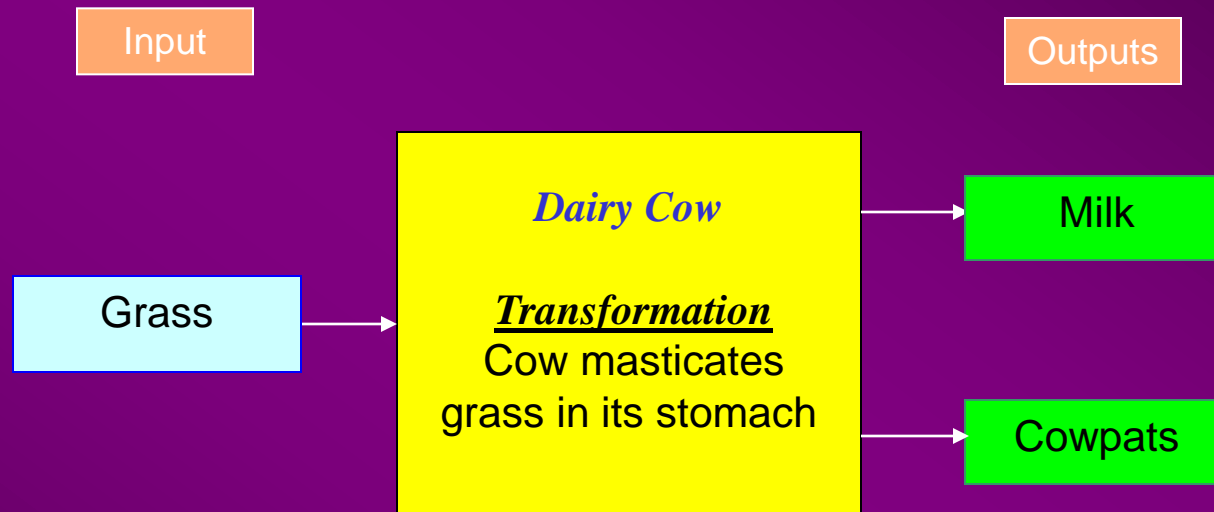 Input
Outputs
Dairy Cow
Milk
Grass
Transformation
Cow masticates
grass in its stomach
Cowpats